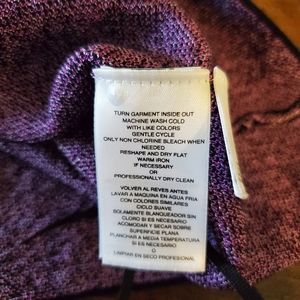 TURN GARMENT INSIDE OUT
MACHINE WASH COLD
WITH LIKE COLORS
GENTLE CYCLE
ONLY NON CHLORINE BLEACH WHEN
NEEDED
RESHAPE AND DRY FLAT
WARM IRON
IF NECESSARY
OR
PROFESSIONALLY DRY CLEAN
VOLVER AL REVES ANTES
LAVAR A MAQUINA EN AGUA FRIA
CON COLORES SIMILARES
CICLO SUAVE
SOLAMENTE BLANQUEADOR SIN
CLORO SI ES NECESARIO
ACOMODAR Y SECAR SOBRE
SUPERFICIE PLANA
PLANCHAR A MEDIA TEMPERATURA
SI ES NECESARIO
O
LIMPIAR EN SECO PROFESIONAL